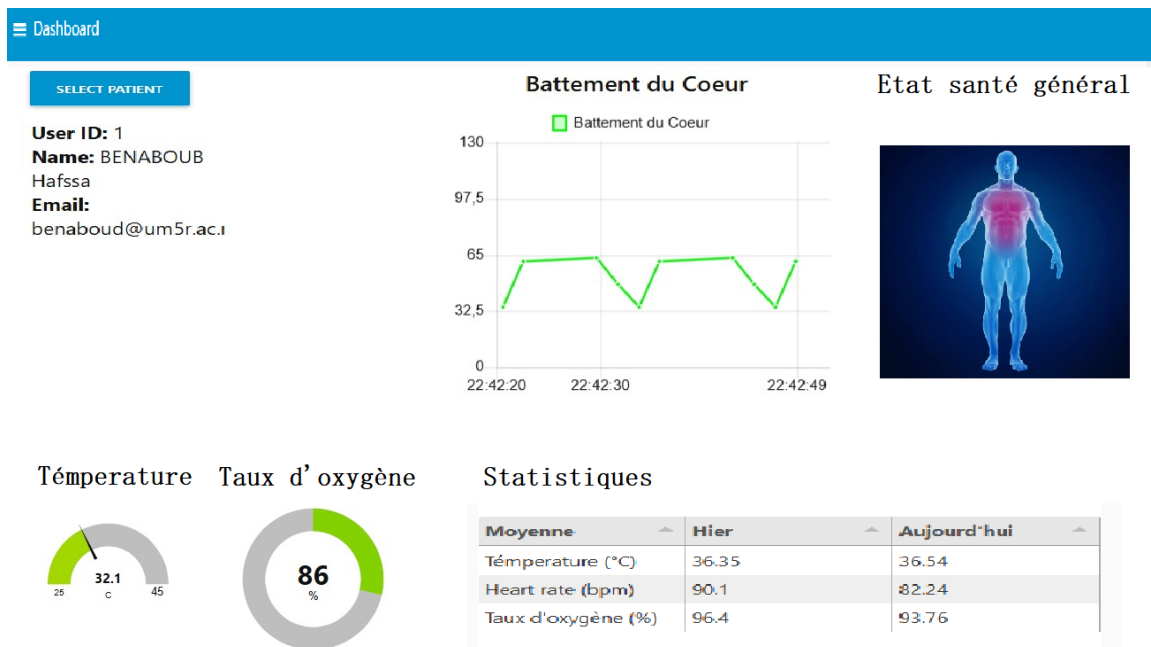 Dashboard
SELECT PATIENT
User ID: 1
Name: BENABOUB
Hafssa
Email:
benaboud@um5r.ac.ı
Battement du Coeur
Battement du Coeur
130
97,5
65
32,5
0
22:42:20 22:42:30 22:42:49
Etat santé général
Témperature
32.1
25 C 45
Taux d'oxygène
86
%
Statistiques
Moyenne Hier Aujourd'hui
Témperature (°C) 36.35 36.54
Heart rate (bpm) 90.1 82.24
Taux d'oxygène (%) 96.4 93.76